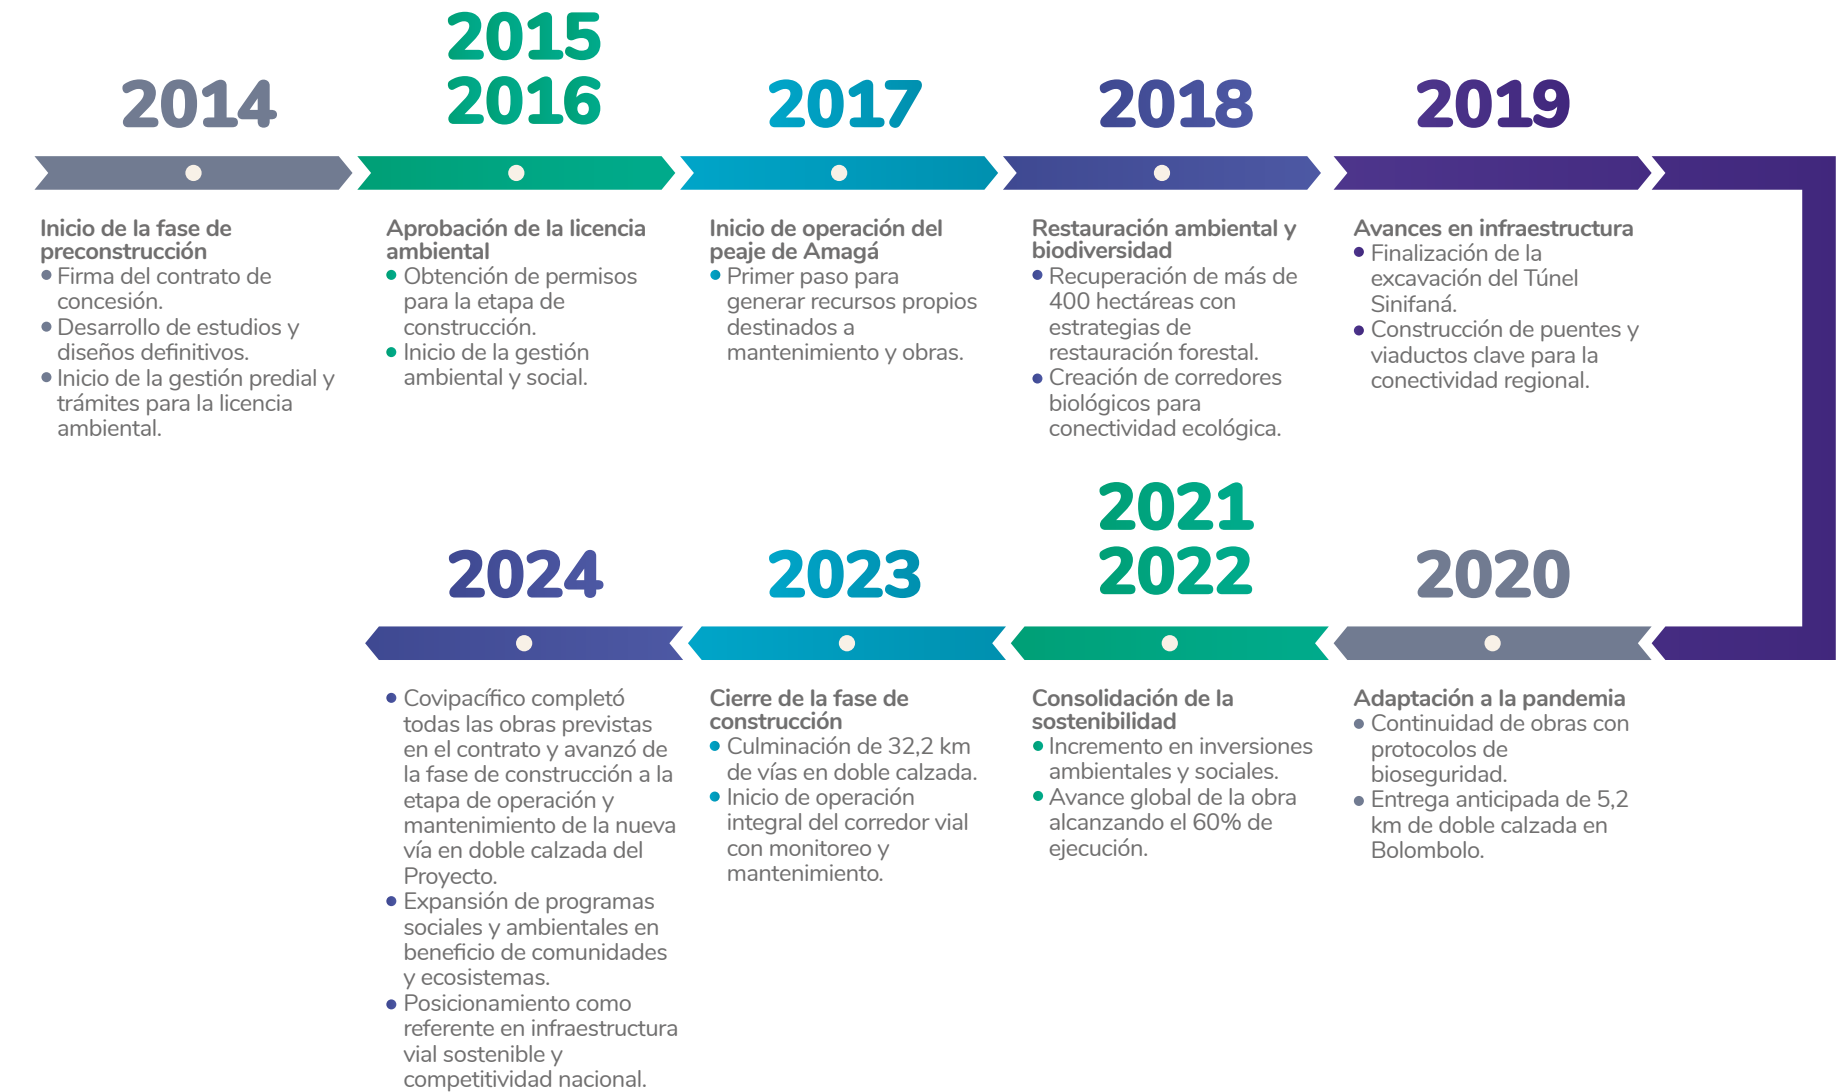 2014
Inicio de la fase de
preconstrucción
Firma del contrato de
concesión.
Desarrollo de estudios y
diseños definitivos.
Inicio de la gestión predial y
trámites para la licencia
ambiental.
2015
2016
Aprobación de la licencia
ambiental
Obtención de permisos
para la etapa de
construcción.
Inicio de la gestión
ambiental y social.
2017
Inicio de operación del
peaje de Amagá
Primer paso para
generar recursos propios
destinados a
mantenimiento y obras.
2018
Restauración ambiental y
biodiversidad
Recuperación de más de
400 hectáreas con
estrategias de
restauración forestal.
Creación de corredores
biológicos para
conectividad ecológica.
2019
Avances en infraestructura
Finalización de la
excavación del Túnel
Sinifaná.
Construcción de puentes y
viaductos clave para la
conectividad regional.
2020
Adaptación a la pandemia
Continuidad de obras con
protocolos de
bioseguridad.
Entrega anticipada de 5,2
km de doble calzada en
Bolombolo.
2021
2022
Consolidación de la
sostenibilidad
Incremento en inversiones
ambientales y sociales.
Avance global de la obra
alcanzando el 60% de
ejecución.
2023
Cierre de la fase de
construcción
Culminación de 32,2 km
de vías en doble calzada.
Inicio de operación
integral del corredor vial
con monitoreo y
mantenimiento.
2024
Covipacífico completó
todas las obras previstas
en el contrato y avanzó de
la fase de construcción a la
etapa de operación y
mantenimiento de la nueva
vía en doble calzada del
Proyecto.
Expansión de programas
sociales y ambientales en
beneficio de comunidades
y ecosistemas.
Posicionamiento como
referente en infraestructura
vial sostenible y
competitividad nacional.